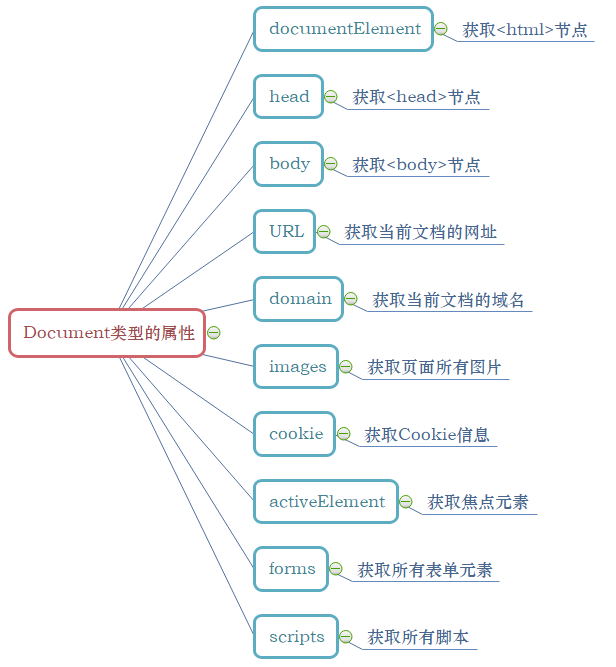 documentElement
获取<html>节点
head
获取<head>节点
body
获取<body>节点
URL
获取当前文档的网址
domain
获取当前文档的域名
Document类型的属性
images
获取页面所有图片
cookie
获取Cookie信息
activeElement
获取焦点元素
forms
获取所有表单元素
scripts
获取所有脚本